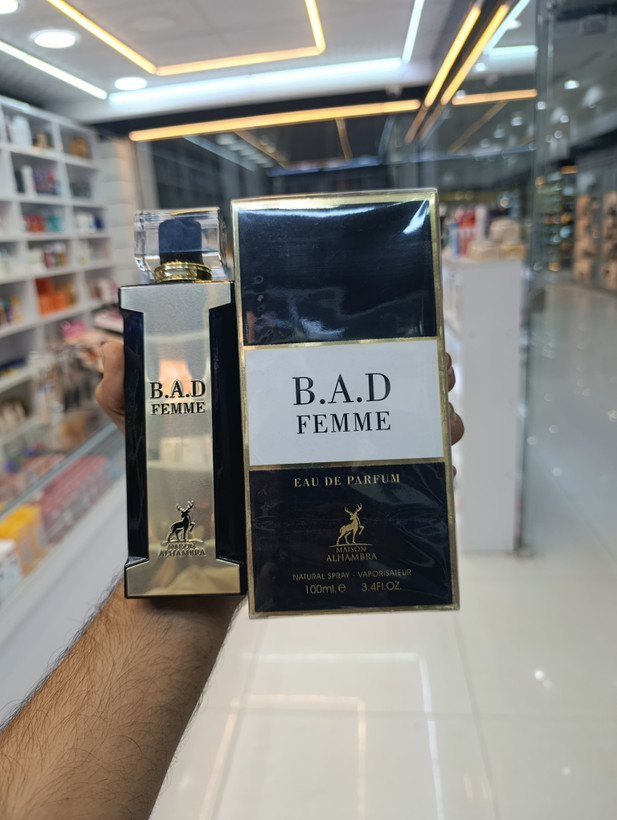 B.A.D
FEMME
MAISON
ALHAMBRA
B.A.D
FEMME
EAU DE PARFUM
MAISON
ALHAMBRA
NATURAL SPRAY - VAPORISATEUR
100ml.e 3.4Fl.OZ.